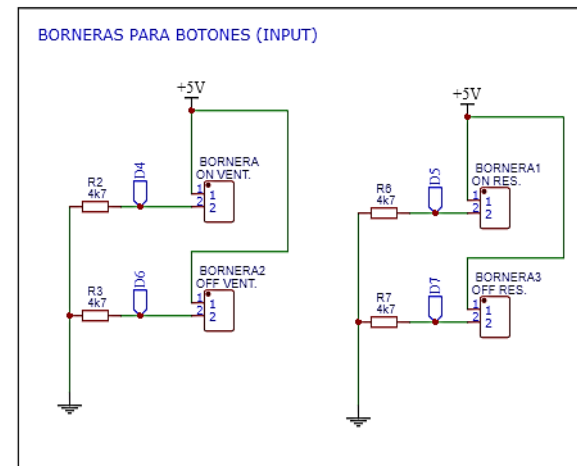 BORNERAS PARA BOTONES (INPUT)
+5V
D4
R2
4k7
BORNERA
ON VENT.
1
2
1
2
D6
R3
4k7
BORNERA2
OFF VENT.
1
2
1
2
+5V
D5
R6
4k7
BORNERA1
ON RES.
1
2
1
2
D7
R7
4k7
BORNERA3
OFF RES.
1
2
1
2